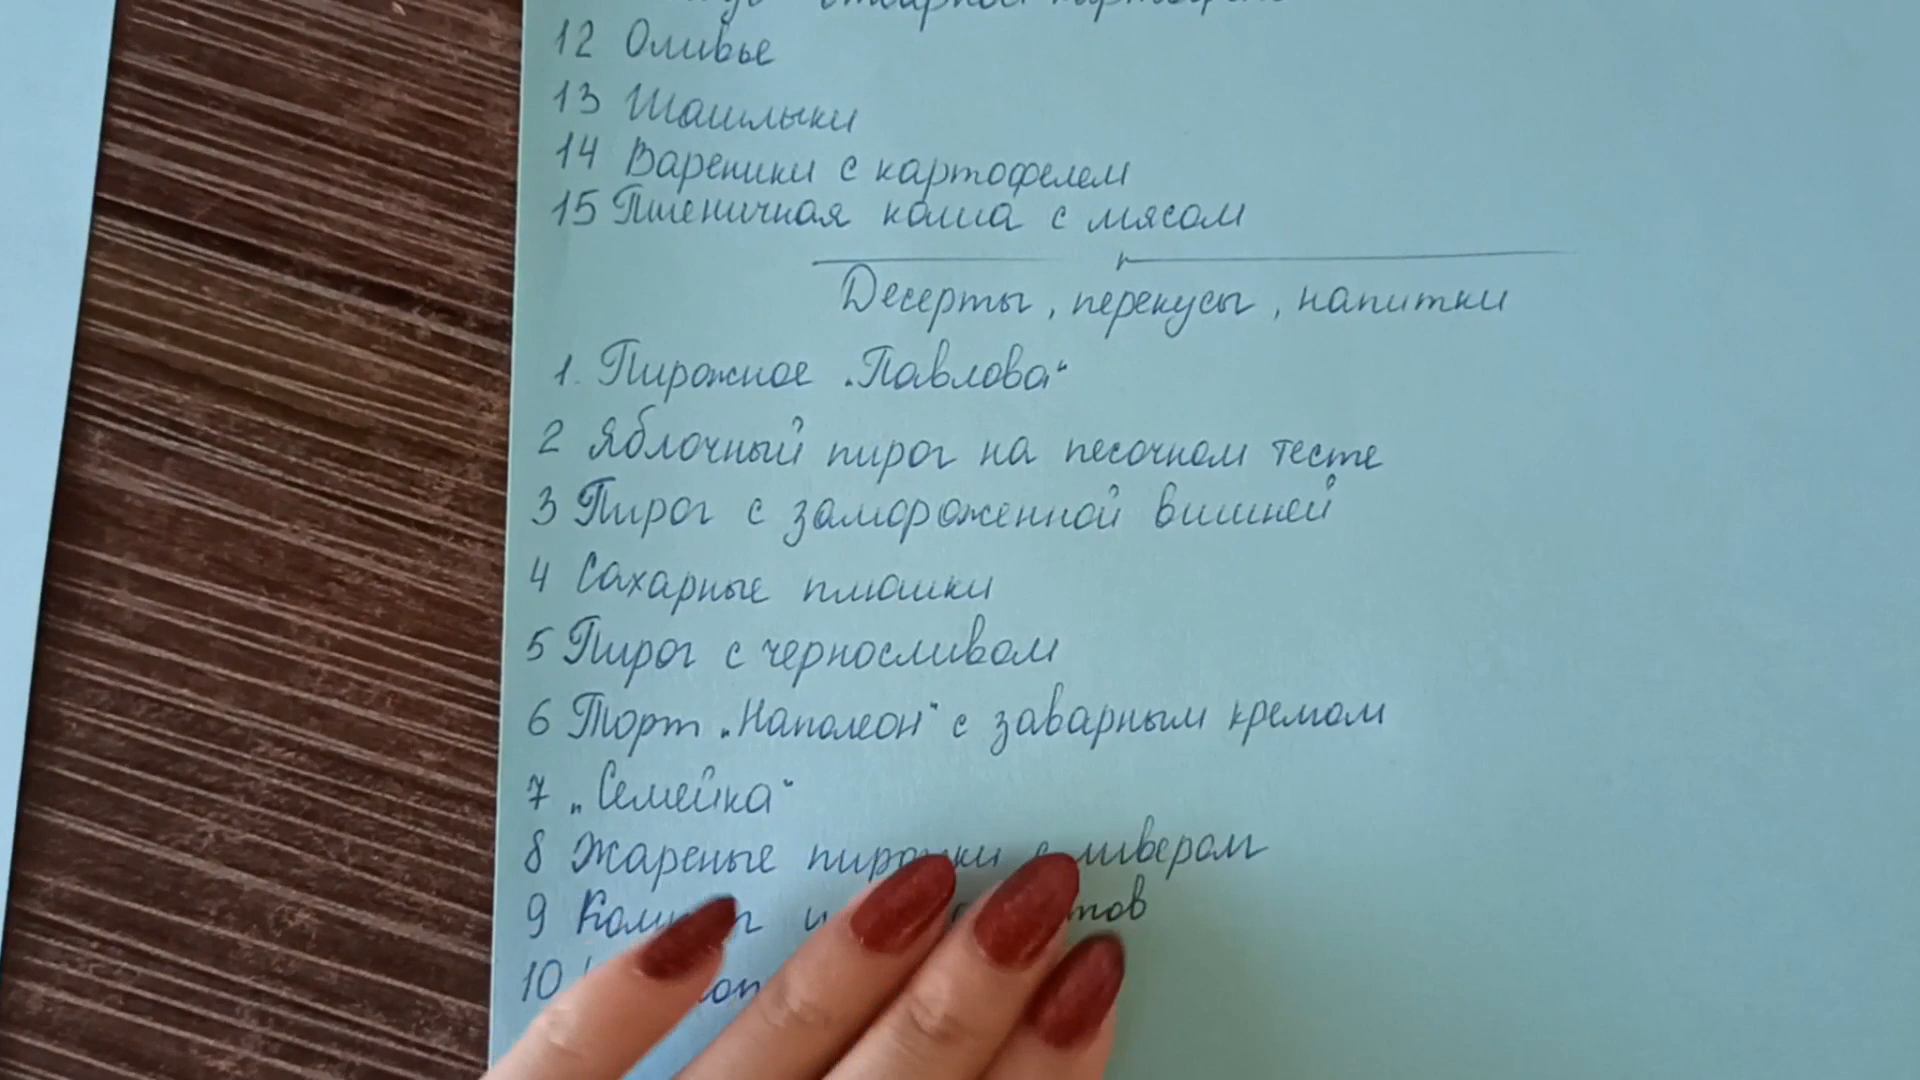 отварной
12 Оливье
13 Шашлыки
14 Вареники с картофелем
15 Пшеничная каша с мясом
Десерты, перекусы, напитки
1. Пирожное „Павлова“
2 Яблочный пирог на песочном тесте
3 Пирог с замороженной вишней
4 Сахарные плюшки
5 Пирог с черносливом
6 Торт „Наполеон“ с заварным кремом
7 „Семейка“
8 Жареные пирожки с ливером
9
10